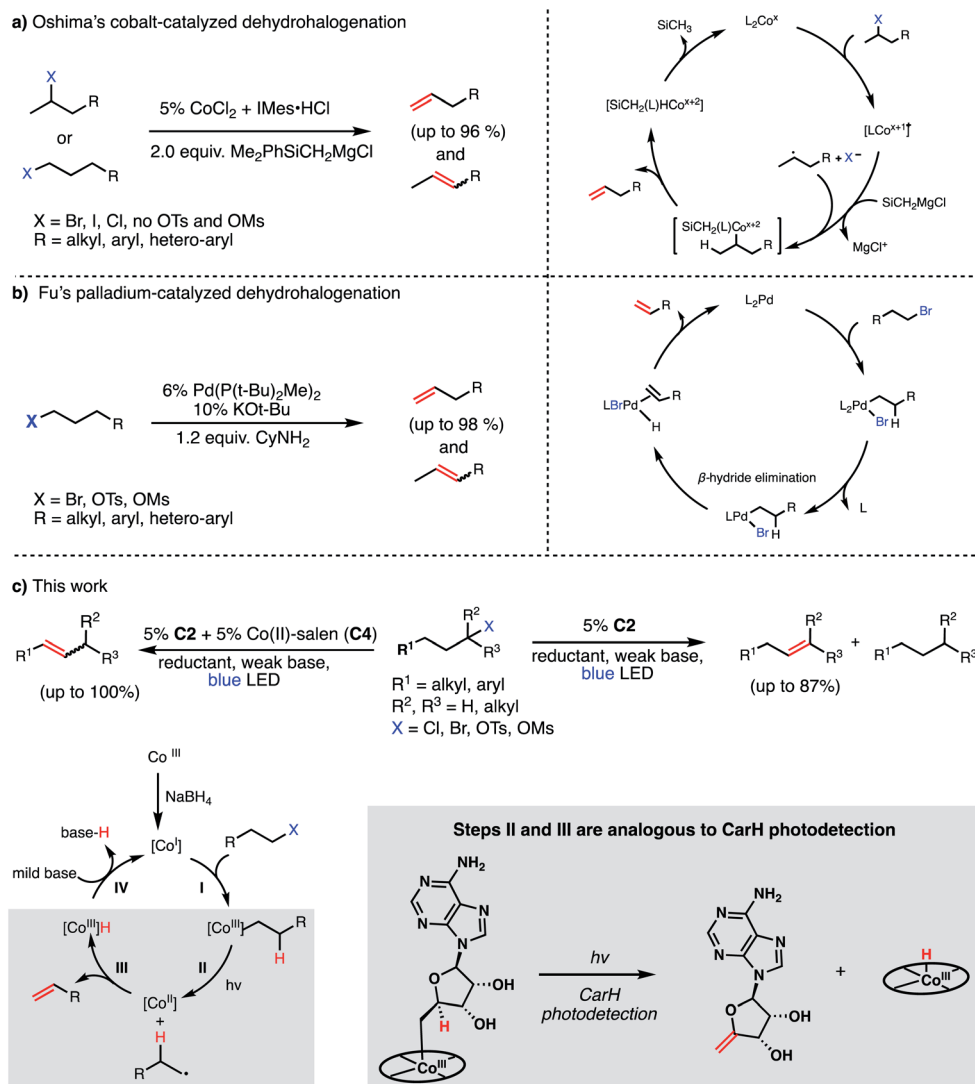 a) Oshima's cobalt-catalyzed dehydrohalogenation
X
R
or
X
R
5% CoCl2 + IMes•HCl
2.0 equiv. Me2PhSiCH2MgCl
R
(up to 96 %)
and
R
X = Br, I, Cl, no OTs and OMs
R = alkyl, aryl, hetero-aryl
L2Co^x
X
R
[LCo^x+1]
R + X−
SiCH2MgCl
MgCl+
SiCH2(L)Co^x+2
H
R
R
[SiCH2(L)HCo^x+2]
SiCH3
b) Fu's palladium-catalyzed dehydrohalogenation
X
R
6% Pd(P(t-Bu)2Me)2
10% KOt-Bu
1.2 equiv. CyNH2
R
(up to 98 %)
and
R
X = Br, OTs, OMs
R = alkyl, aryl, hetero-aryl
L2Pd
R
Br
L2Pd
R
Br
H
L
β-hydride elimination
LPd
R
Br
H
LBrPd
R
H
R
c) This work
R1
R2
R3
(up to 100%)
5% C2 + 5% Co(II)-salen (C4)
reductant, weak base,
blue LED
R1
R2
X
R3
R1 = alkyl, aryl
R2, R3 = H, alkyl
X = Cl, Br, OTs, OMs
5% C2
reductant, weak base,
blue LED
R1
R2
R3
+
R1
R2
R3
(up to 87%)
Co III
NaBH4
base-H
[CoI]
R
X
mild base
IV
I
[CoIII]H
[CoIII]
R
H
III
II
hν
R
[CoII]
+
H
R
Steps II and III are analogous to CarH photodetection
NH2
N
N
N
N
O
OH
H
OH
CoIII
hv
CarH
photodetection
NH2
N
N
N
N
O
OH
OH
+
H
CoIII